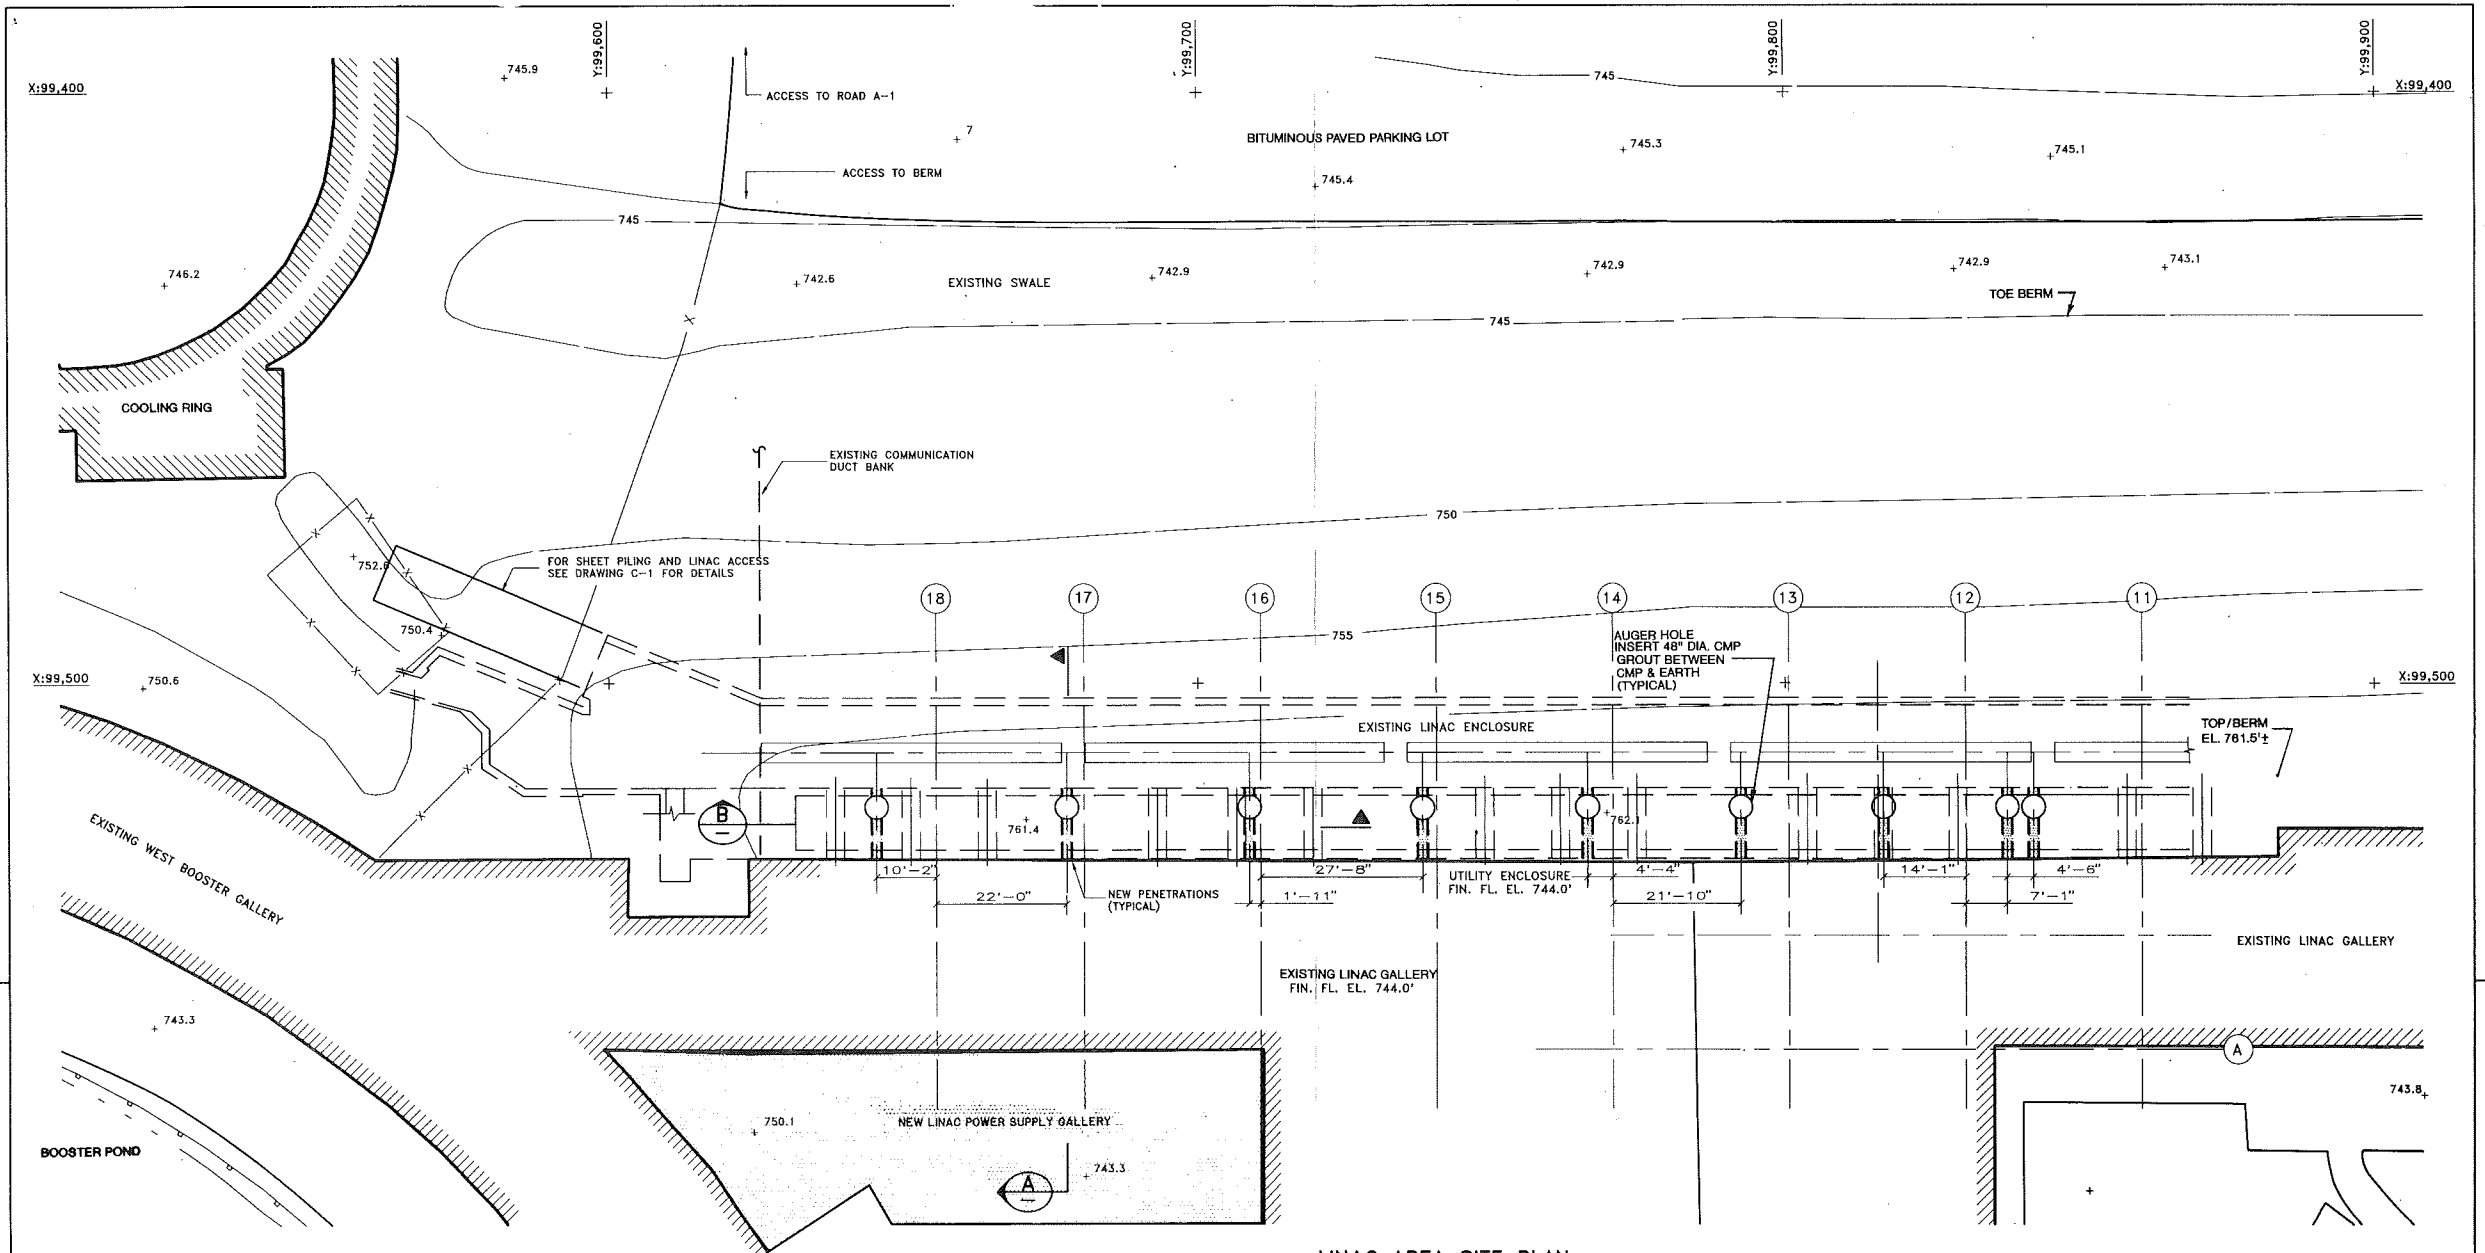 Y:99,600
Y:99,700
Y:99,800
Y:99,900
X:99,400
X:99,400
745.9
ACCESS TO ROAD A-1
745
7
BITUMINOUS PAVED PARKING LOT
745.3
745.1
ACCESS TO BERM
745.4
745
746.2
742.6
EXISTING SWALE
742.9
742.9
742.9
743.1
TOE BERM
745
COOLING RING
EXISTING COMMUNICATION
DUCT BANK
750
752.6
FOR SHEET PILING AND LINAC ACCESS
SEE DRAWING C-1 FOR DETAILS
18
17
16
15
14
13
12
11
750.4
755
AUGER HOLE
INSERT 48" DIA. CMP
GROUT BETWEEN
CMP & EARTH
(TYPICAL)
X:99,500
750.6
X:99,500
EXISTING LINAC ENCLOSURE
TOP/BERM
EL. 761.5'±
B
761.4
762.1
EXISTING WEST BOOSTER GALLERY
10'-2"
27'-8"
UTILITY ENCLOSURE
FIN. FL. EL. 744.0'
4'-4"
14'-1"
4'-6"
22'-0"
NEW PENETRATIONS
(TYPICAL)
1'-11"
21'-10"
7'-1"
EXISTING LINAC GALLERY
EXISTING LINAC GALLERY
FIN. FL. EL. 744.0'
743.3
A
743.8
750.1
NEW LINAC POWER SUPPLY GALLERY
BOOSTER POND
743.3
A
LINAC AREA SITE PLAN